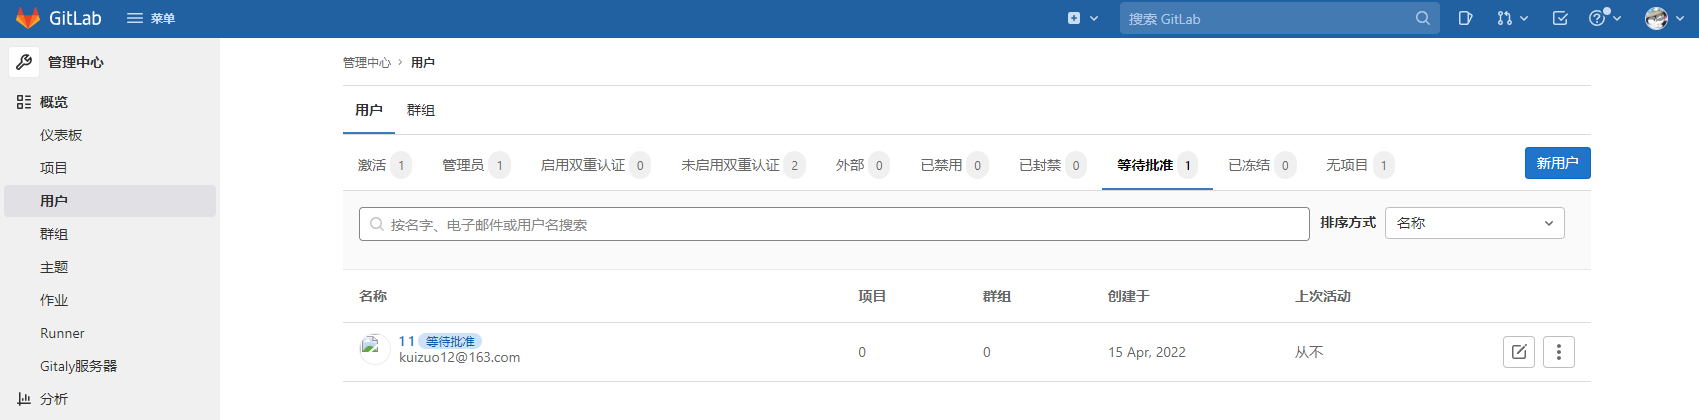 GitLab 菜单 搜索 GitLab
管理中心
概览
仪表板
项目
用户
群组
主题
作业
Runner
Gitaly服务器
分析
管理中心 › 用户
用户 群组
激活 1 管理员 1 启用双重认证 0 未启用双重认证 2 外部 0 已禁用 0 已封禁 0 等待批准 1 已冻结 0 无项目 1 新用户
按名字、电子邮件或用户名搜索 排序方式 名称
名称 项目 群组 创建于 上次活动
1 1 等待批准
kuizuo12@163.com 0 0 15 Apr, 2022 从不